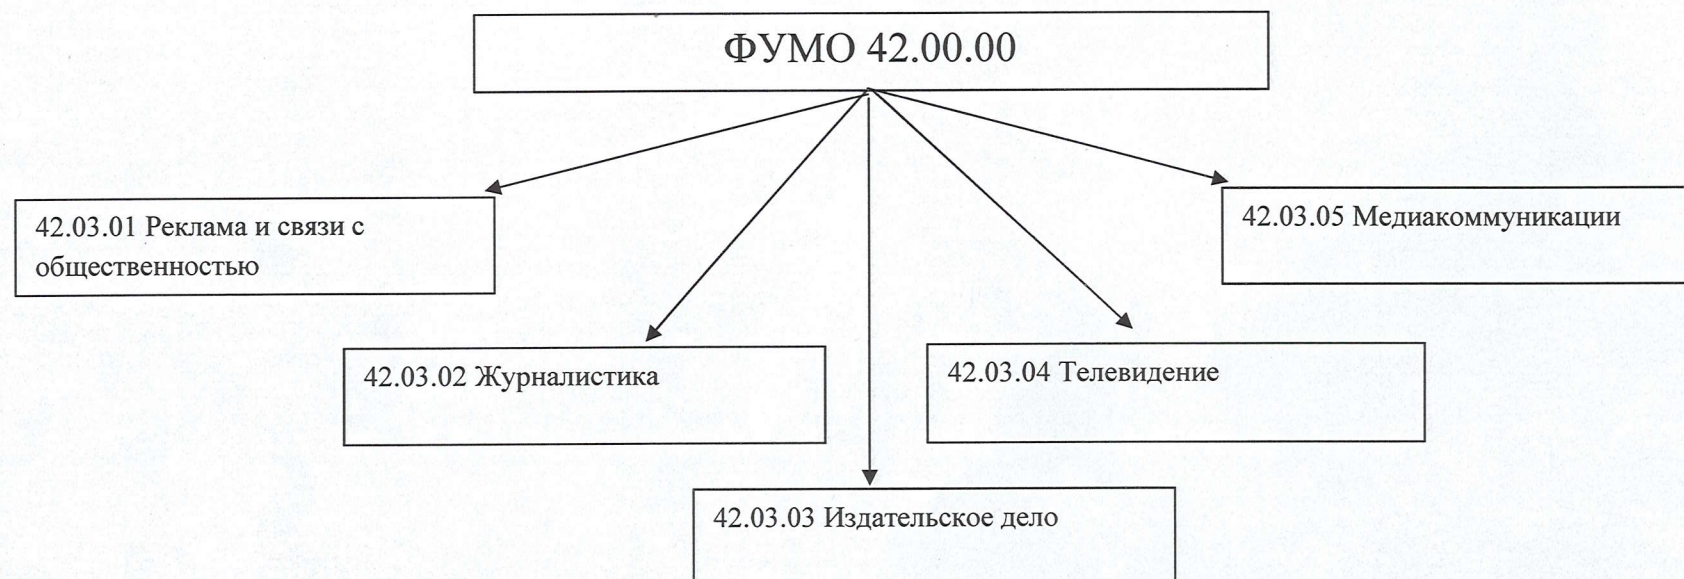 ФУМО 42.00.00
42.03.01 Реклама и связи с
общественностью
42.03.02 Журналистика
42.03.03 Издательское дело
42.03.04 Телевидение
42.03.05 Медиакоммуникации